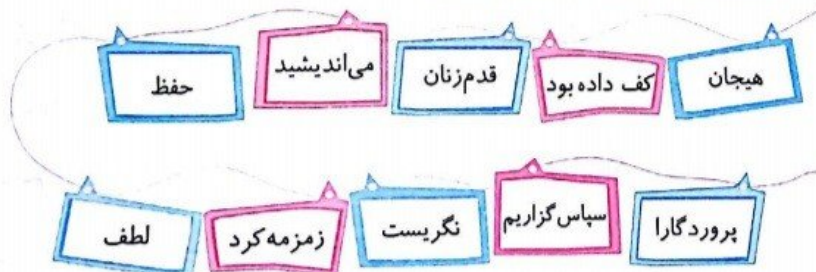 هیجان کف داده بود قدم‌زنان می‌اندیشید حفظ
پروردگارا سپاس‌گزاریم نگریست زمزمه کرد لطف